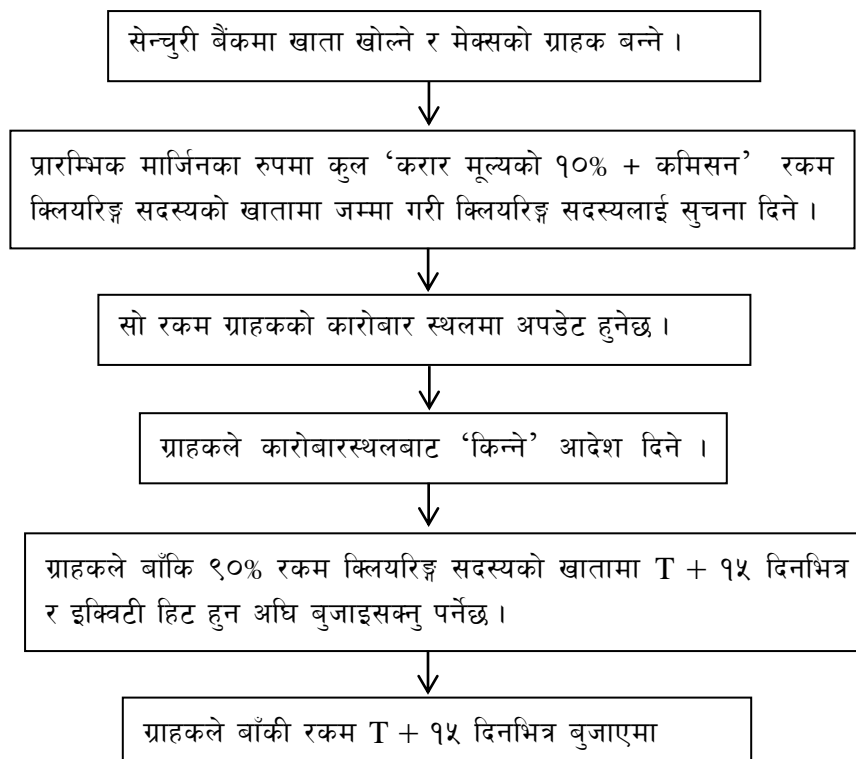 सेन्चुरी बैंकमा खाता खोल्ने र मेक्सको ग्राहक बन्ने ।
प्रारम्भिक मार्जिनका रुपमा कुल ‘करार मूल्यको १०% + कमिसन’ रकम
क्लियरिङ्ग सदस्यको खातामा जम्मा गरी क्लियरिङ्ग सदस्यलाई सुचना दिने ।
सो रकम ग्राहकको कारोबार स्थलमा अपडेट हुनेछ ।
ग्राहकले कारोबारस्थलबाट ‘किन्ने’ आदेश दिने ।
ग्राहकले बाँकि ९०% रकम क्लियरिङ्ग सदस्यको खातामा T + १५ दिनभित्र
र इक्विटी हिट हुन अघि बुजाइसक्नु पर्नेछ ।
ग्राहकले बाँकी रकम T + १५ दिनभित्र बुजाएमा